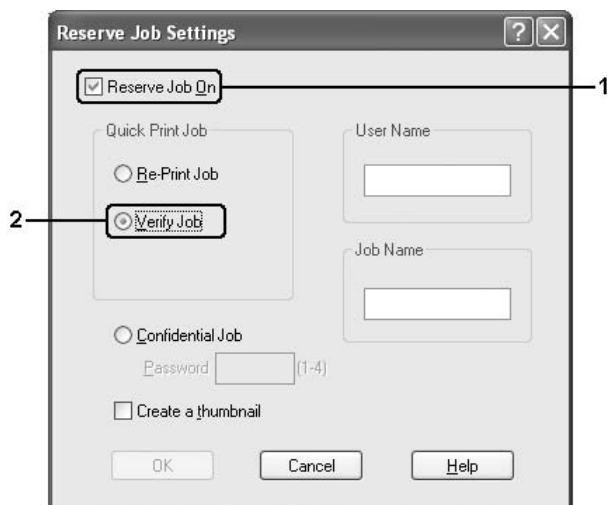 Reserve Job Settings
Reserve Job On
1
Quick Print Job
User Name
Re-Print Job
2
Verify Job
Job Name
Confidential Job
Password
(1-4)
Create a thumbnail
OK
Cancel
Help